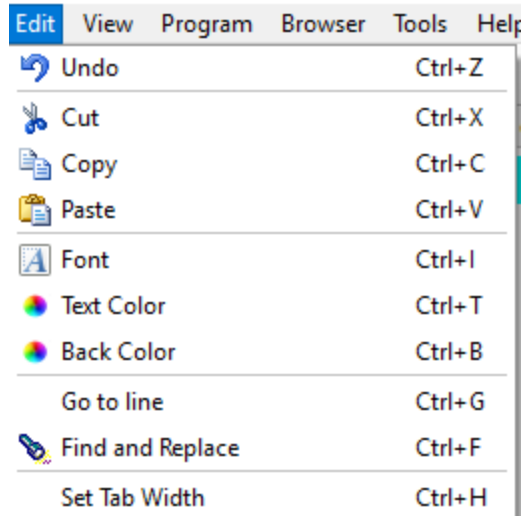 Edit View Program Browser Tools Help
Undo Ctrl+Z
Cut Ctrl+X
Copy Ctrl+C
Paste Ctrl+V
Font Ctrl+I
Text Color Ctrl+T
Back Color Ctrl+B
Go to line Ctrl+G
Find and Replace Ctrl+F
Set Tab Width Ctrl+H